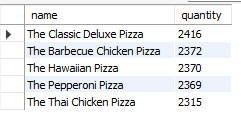 name quantity
The Classic Deluxe Pizza 2416
The Barbecue Chicken Pizza 2372
The Hawaiian Pizza 2370
The Pepperoni Pizza 2369
The Thai Chicken Pizza 2315